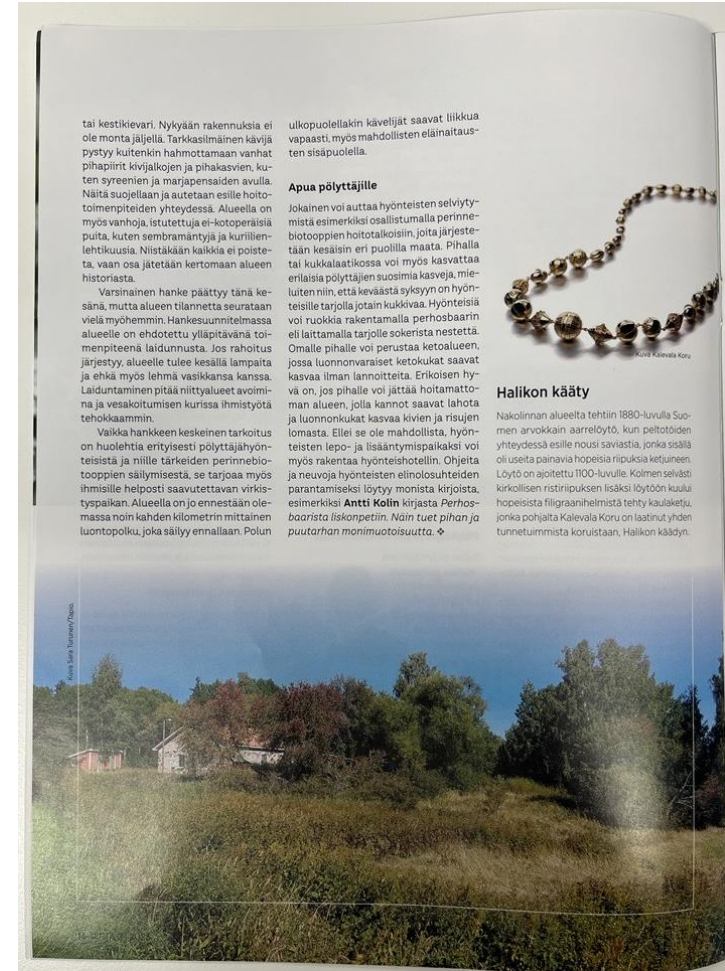 tai kestikievari. Nykyään rakennuksia ei
ole monta jäljellä. Tarkkasilmäinen kävijä
pystyy kuitenkin hahmottamaan vanhat
pihapiirit kivijalkojen ja pihakasvien, ku-
ten syreenien ja marjapensaiden avulla.
Näitä suojellaan ja autetaan esille hoito-
toimenpiteiden yhteydessä. Alueella on
myös vanhoja, istutettuja ei-kotoperäisiä
puita, kuten sembramäntyjä ja kuriilien-
lehtikuusia. Niistäkään kaikkia ei poiste-
ta, vaan osa jätetään kertomaan alueen
historiasta.
Varsinainen hanke päättyy tänä ke-
sänä, mutta alueen tilannetta seurataan
vielä myöhemmin. Hankesuunnitelmassa
alueelle on ehdotettu ylläpitävänä toi-
menpiteenä laidunnusta. Jos rahoitus
järjestyy, alueelle tulee kesällä lampaita
ja ehkä myös lehmä vasikkansa kanssa.
Laiduntaminen pitää niittyalueet avoimi-
na ja vesakoitumisen kurissa ihmistyötä
tehokkaammin.
Vaikka hankkeen keskeinen tarkoitus
on huolehtia erityisesti pölyttäjähyön-
teisistä ja niille tärkeiden perinnebio-
tooppien säilymisestä, se tarjoaa myös
ihmisille helposti saavutettavan virkis-
tyspaikan. Alueella on jo ennestään ole-
massa noin kahden kilometrin mittainen
luontopolku, joka säilyy ennallaan. Polun
ulkopuolellakin kävelijät saavat liikkua
vapaasti, myös mahdollisten eläinaitaus-
ten sisäpuolella.
Apua pölyttäjille
Jokainen voi auttaa hyönteisten selviyty-
mistä esimerkiksi osallistumalla perinne-
biotooppien hoitotalkoisiin, joita järjeste-
tään kesäisin eri puolilla maata. Pihalla
tai kukkalaatikossa voi myös kasvattaa
erilaisia pölyttäjien suosimia kasveja, mie-
luiten niin, että keväästä syksyyn on hyön-
teisille tarjolla jotain kukkivaa. Hyönteisiä
voi ruokkia rakentamalla perhosbaarin
eli laittamalla tarjolle sokerista nestettä.
Omalle pihalle voi perustaa ketoalueen,
jossa luonnonvaraiset ketokukat saavat
kasvaa ilman lannoitteita. Erikoisen hy-
vä on, jos pihalle voi jättää hoitamatto-
man alueen, jolla kannot saavat lahota
ja luonnonkukat kasvaa kivien ja risujen
lomasta. Ellei se ole mahdollista, hyön-
teisten lepo- ja lisääntymispaikaksi voi
myös rakentaa hyönteishotellin. Ohjeita
ja neuvoja hyönteisten elinolosuhteiden
parantamiseksi löytyy monista kirjoista,
esimerkiksi Antti Kolin kirjasta Perhos-
baarista liskonpetiin. Näin tuet pihan ja
puutarhan monimuotoisuutta. ❖
Kuva Kalevala Koru
Halikon kääty
Nakolinnan alueelta tehtiin 1880-luvulla Suo-
men arvokkain aarrelöytö, kun peltotöiden
yhteydessä esille nousi saviastia, jonka sisällä
oli useita painavia hopeisia riipuksia ketjuineen.
Löytö on ajoitettu 1100-luvulle. Kolmen selvästi
kirkollisen ristiriipuksen lisäksi löytöön kuului
hopeisista filigraanihelmistä tehty kaulaketju,
jonka pohjalta Kalevala Koru on laatinut yhden
tunnetuimmista koruistaan, Halikon käädyn.
Kuva Sara Turunen/Tapio.